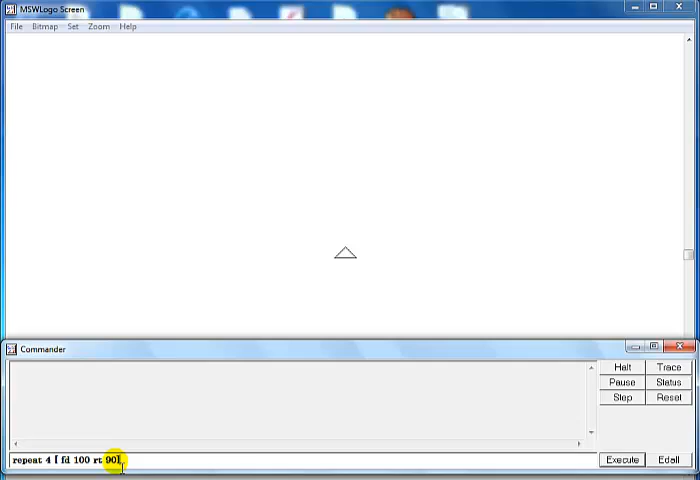 MSWLogo Screen
File Bitmap Set Zoom Help
Commander
Halt Trace
Pause Status
Step Reset
repeat 4 [ fd 100 rt 90]
Execute Edall